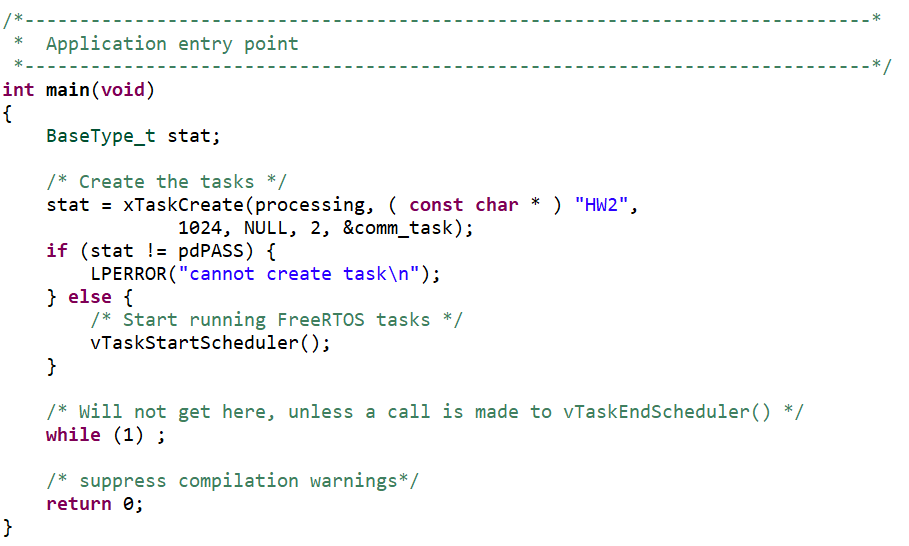 /*-----------------------------------------------------------------------------*
 *  Application entry point
 *-----------------------------------------------------------------------------*/
int main(void)
{
    BaseType_t stat;

    /* Create the tasks */
    stat = xTaskCreate(processing, ( const char * ) "HW2",
                1024, NULL, 2, &comm_task);
    if (stat != pdPASS) {
        LPERROR("cannot create task\n");
    } else {
        /* Start running FreeRTOS tasks */
        vTaskStartScheduler();
    }

    /* Will not get here, unless a call is made to vTaskEndScheduler() */
    while (1) ;

    /* suppress compilation warnings*/
    return 0;
}